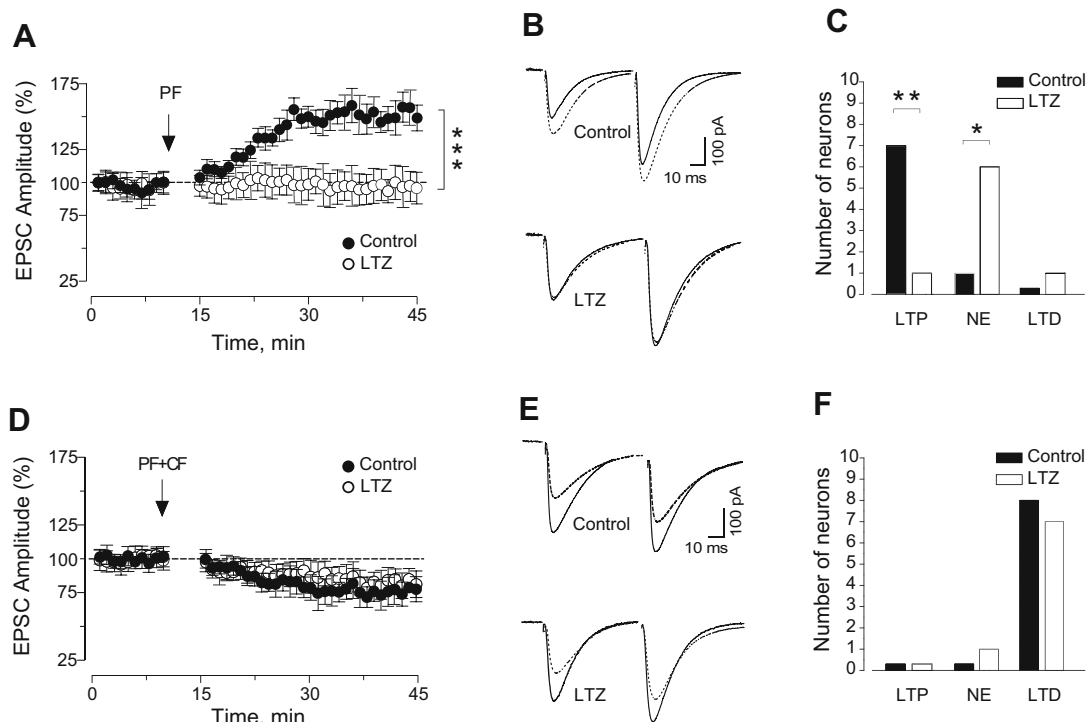 A
EPSC Amplitude (%)
175
125
100
75
25
PF
***
Control
LTZ
0
15
30
45
Time, min
B
Control
100 pA
10 ms
LTZ
C
Number of neurons
10
9
8
7
6
5
4
3
2
1
0
Control
LTZ
**
*
LTP
NE
LTD
D
EPSC Amplitude (%)
175
125
100
75
25
PF+CF
Control
LTZ
0
15
30
45
Time, min
E
Control
100 pA
10 ms
LTZ
F
Number of neurons
10
9
8
7
6
5
4
3
2
1
0
Control
LTZ
LTP
NE
LTD